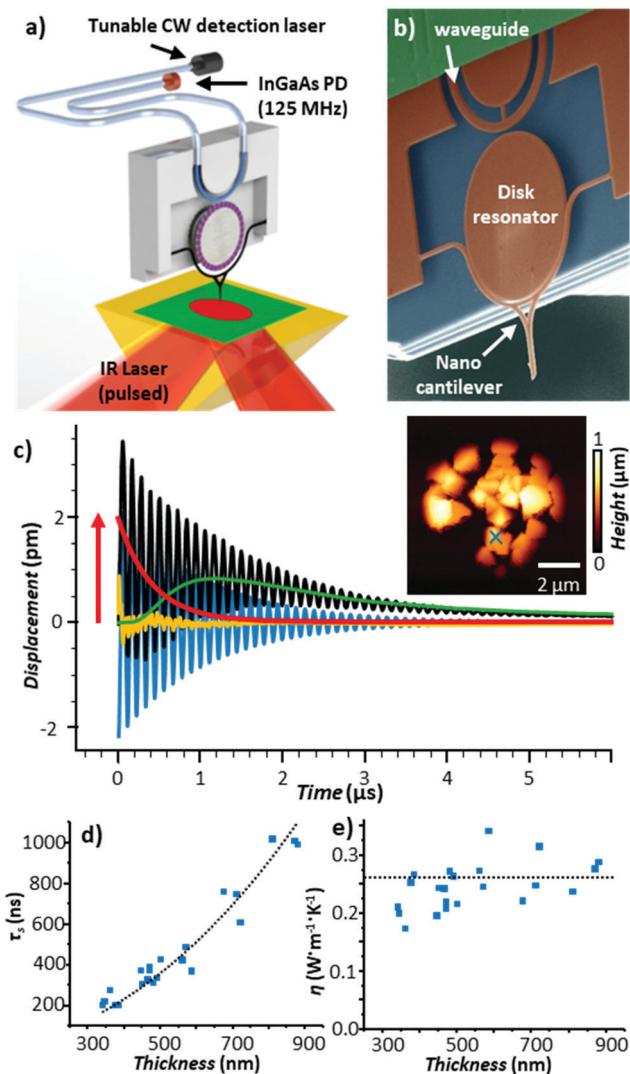 a)
Tunable CW detection laser
InGaAs PD
(125 MHz)
IR Laser
(pulsed)
b)
waveguide
Disk
resonator
Nano
cantilever
c)
Displacement (pm)
2
0
-2
0
1
2
3
4
5
Time (µs)
2 µm
1
0
Height (µm)
d)
τs (ns)
1000
800
600
400
200
300
500
700
900
Thickness (nm)
e)
η (W·m-1·K-1)
0.3
0.2
0.1
0.0
300
500
700
900
Thickness (nm)